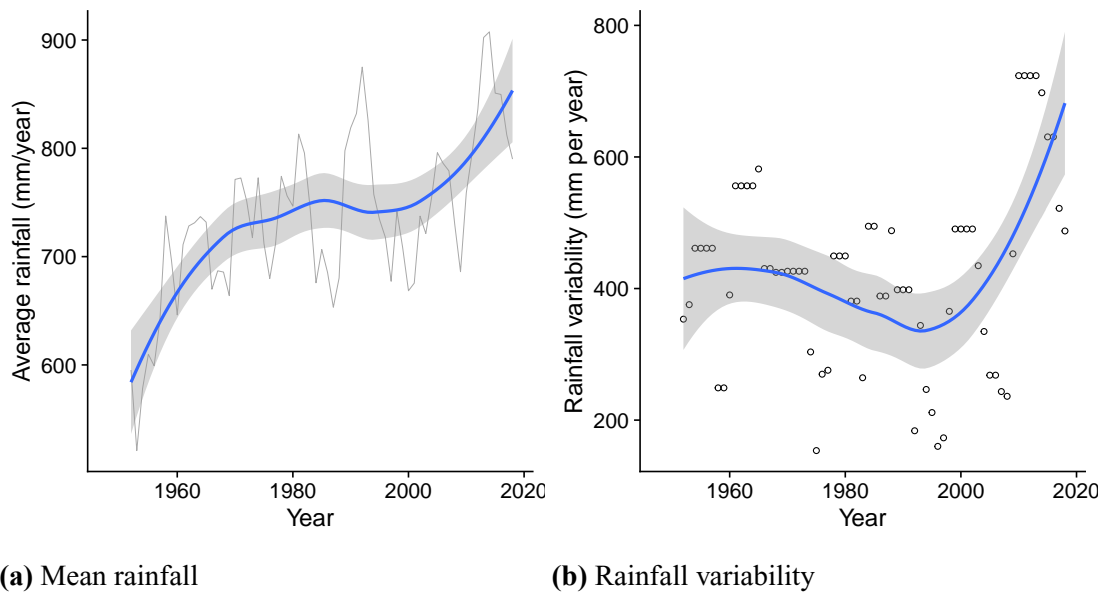 Average rainfall (mm/year)
900
800
700
600
1960
1980
2000
2020
Year
(a) Mean rainfall
Rainfall variability (mm per year)
800
600
400
200
1960
1980
2000
2020
Year
(b) Rainfall variability